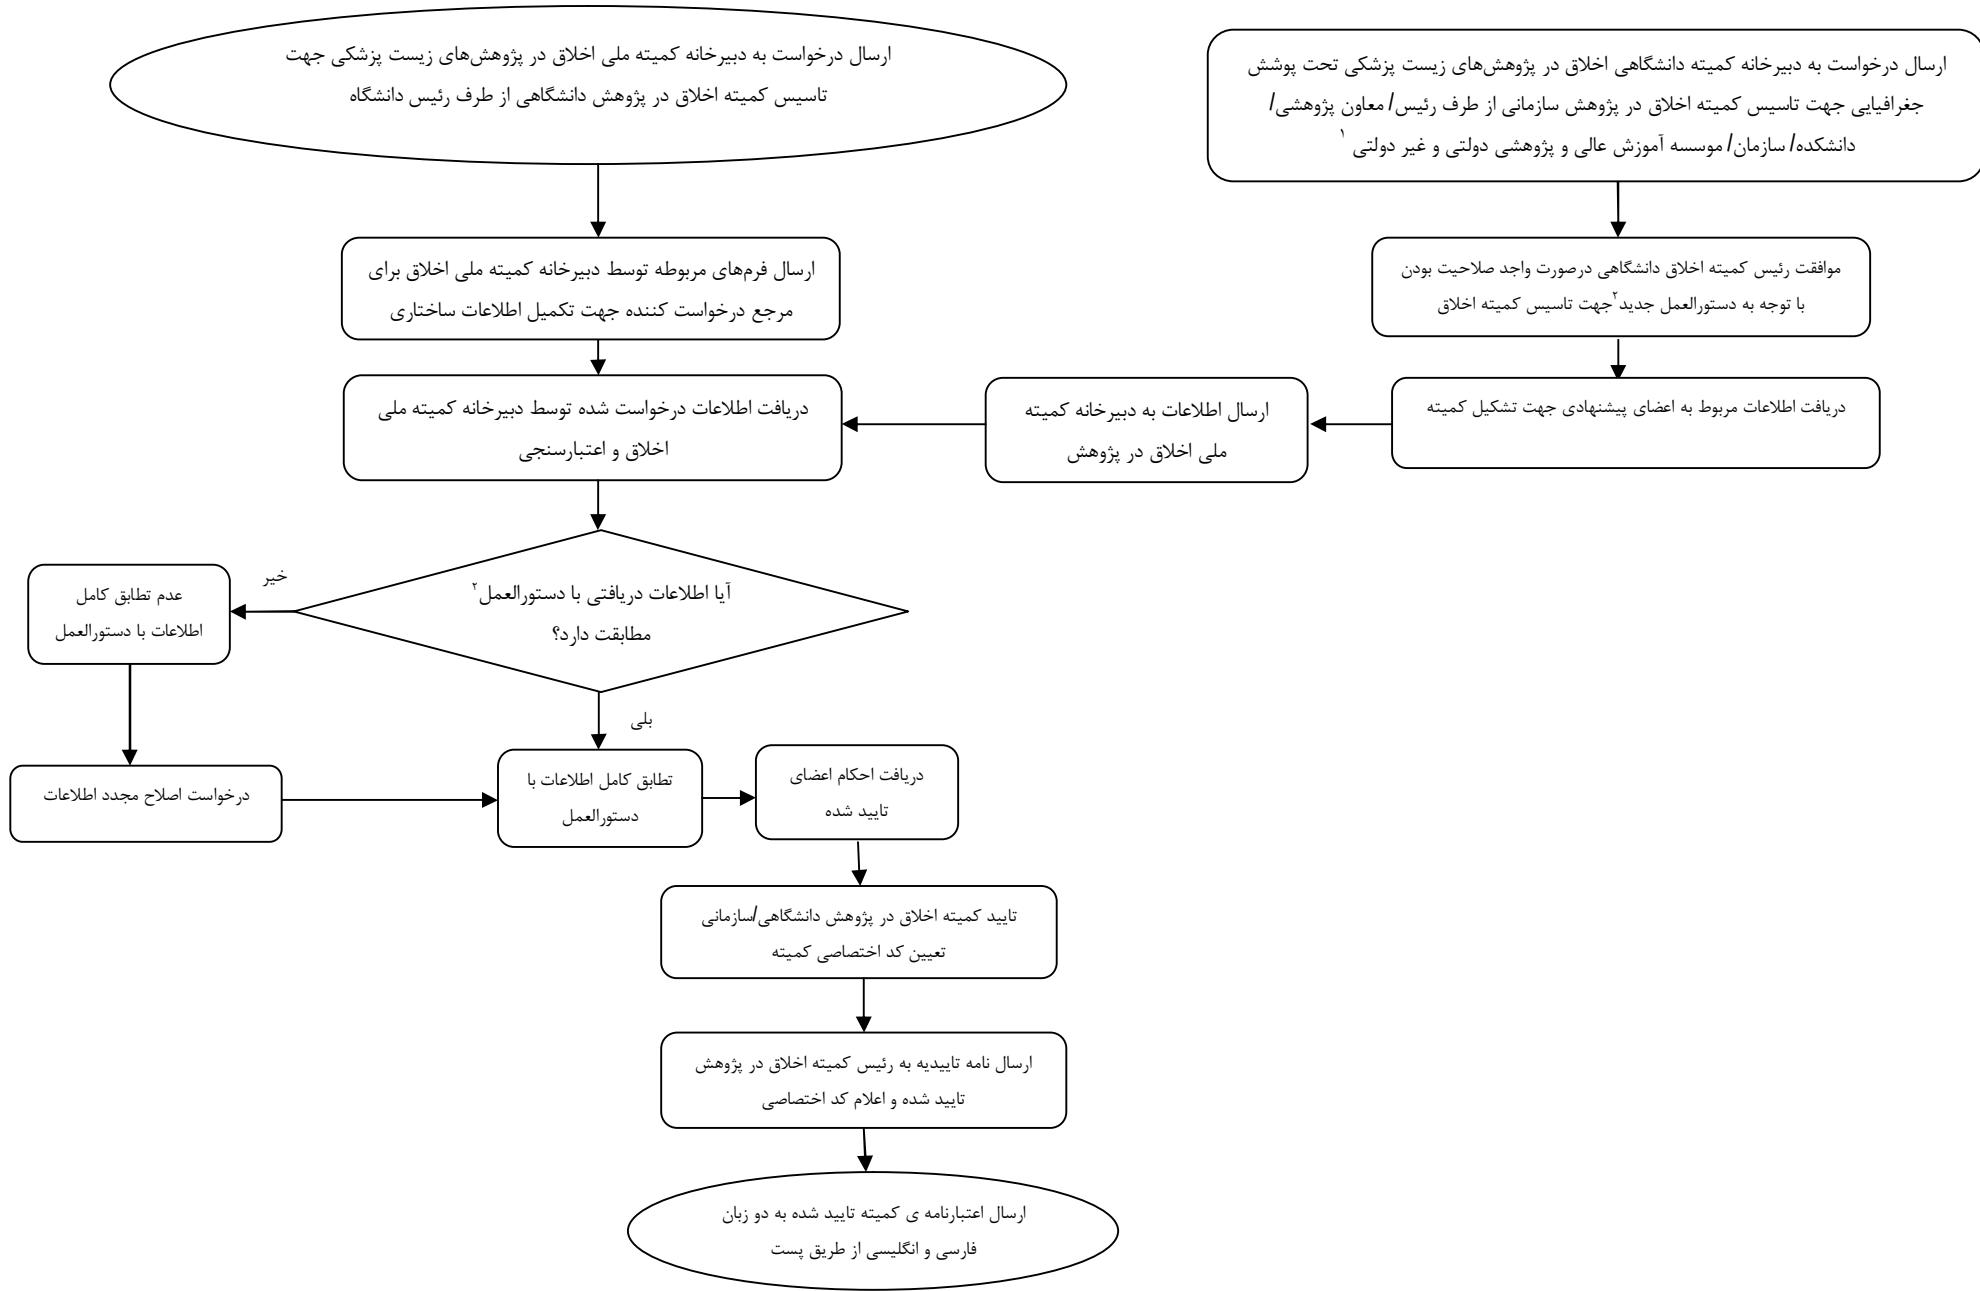 ارسال درخواست به دبیرخانه کمیته ملی اخلاق در پژوهش‌های زیست پزشکی جهت
تاسیس کمیته اخلاق در پژوهش دانشگاهی از طرف رئیس دانشگاه
ارسال درخواست به دبیرخانه کمیته دانشگاهی اخلاق در پژوهش‌های زیست پزشکی تحت پوشش
جغرافیایی جهت تاسیس کمیته اخلاق در پژوهش سازمانی از طرف رئیس/ معاون پژوهشی/
دانشکده/ سازمان/ موسسه آموزش عالی و پژوهشی دولتی و غیر دولتی ۱
ارسال فرم‌های مربوطه توسط دبیرخانه کمیته ملی اخلاق برای
مرجع درخواست کننده جهت تکمیل اطلاعات ساختاری
موافقت رئیس کمیته اخلاق دانشگاهی درصورت واجد صلاحیت بودن
با توجه به دستورالعمل جدید۲جهت تاسیس کمیته اخلاق
دریافت اطلاعات مربوط به اعضای پیشنهادی جهت تشکیل کمیته
ارسال اطلاعات به دبیرخانه کمیته
ملی اخلاق در پژوهش
دریافت اطلاعات درخواست شده توسط دبیرخانه کمیته ملی
اخلاق و اعتبارسنجی
آیا اطلاعات دریافتی با دستورالعمل۲
مطابقت دارد؟
خیر
عدم تطابق کامل
اطلاعات با دستورالعمل
بلی
درخواست اصلاح مجدد اطلاعات
تطابق کامل اطلاعات با
دستورالعمل
دریافت احکام اعضای
تایید شده
تایید کمیته اخلاق در پژوهش دانشگاهی/سازمانی
تعیین کد اختصاصی کمیته
ارسال نامه تاییدیه به رئیس کمیته اخلاق در پژوهش
تایید شده و اعلام کد اختصاصی
ارسال اعتبارنامه ی کمیته تایید شده به دو زبان
فارسی و انگلیسی از طریق پست